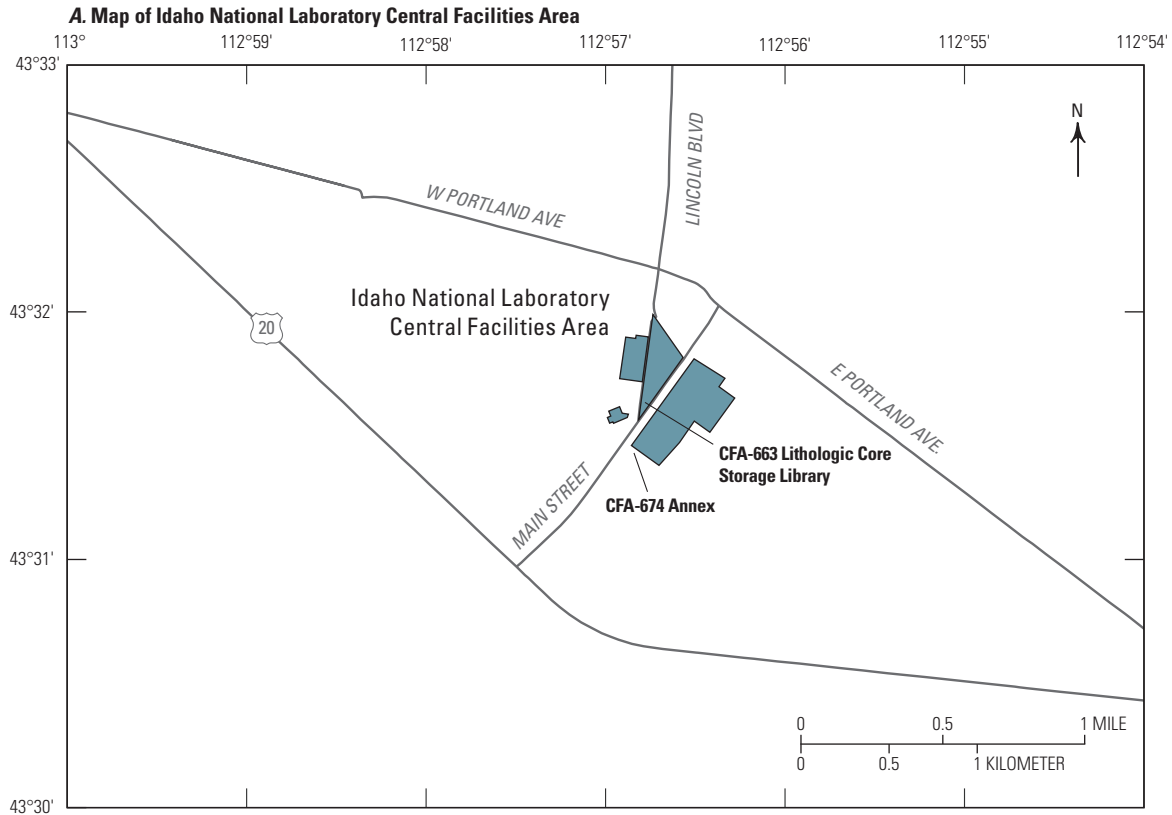 A. Map of Idaho National Laboratory Central Facilities Area
113° 112°59' 112°58' 112°57' 112°56' 112°55' 112°54'
43°33'
N
LINCOLN BLVD
W PORTLAND AVE
Idaho National Laboratory
Central Facilities Area
43°32'
20
E PORTLAND AVE.
CFA-663 Lithologic Core
Storage Library
MAIN STREET
CFA-674 Annex
43°31'
0 0.5 1 MILE
0 0.5 1 KILOMETER
43°30'